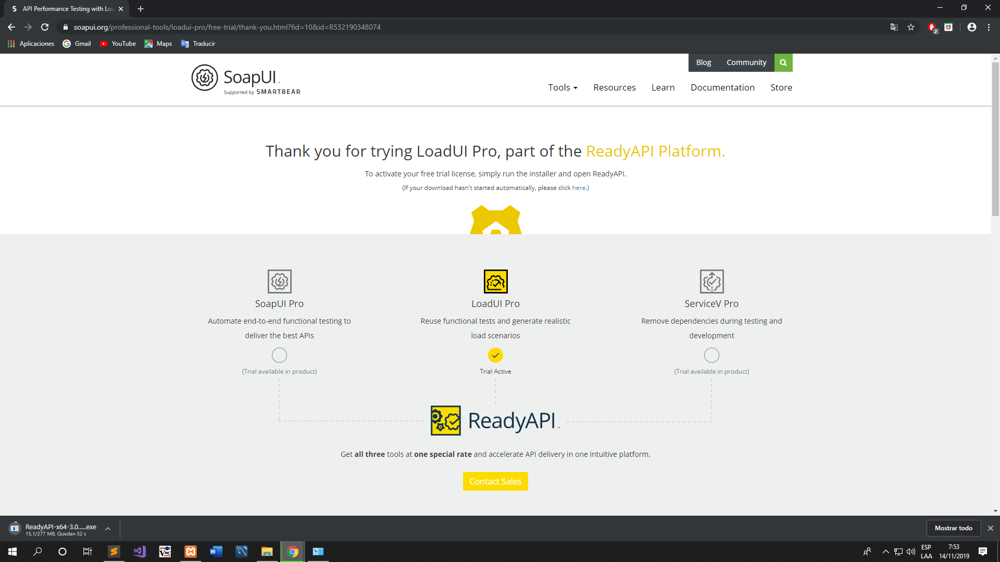 API Performance Testing with Loa
soapui.org/professional-tools/loadui-pro/free-trial/thank-you.html?fid=10&id=R532190348074
2
Aplicaciones
Gmail
YouTube
Maps
Traducir
Blog
Community
SoapUI™
Supported by SMARTBEAR
Tools
Resources
Learn
Documentation
Store
Thank you for trying LoadUI Pro, part of the ReadyAPI Platform.
To activate your free trial license, simply run the installer and open ReadyAPI.
(If your download hasn't started automatically, please click here.)
SoapUI Pro
Automate end-to-end functional testing to
deliver the best APIs
(Trial available in product)
LoadUI Pro
Reuse functional tests and generate realistic
load scenarios
Trial Active
ServiceV Pro
Remove dependencies during testing and
development
(Trial available in product)
ReadyAPI™
Get all three tools at one special rate and accelerate API delivery in one intuitive platform.
Contact Sales
ReadyAPI-x64-3.0.....exe
15,1/277 MB, Quedan 52 s
Mostrar todo
ESP
LAA
7:53
14/11/2019